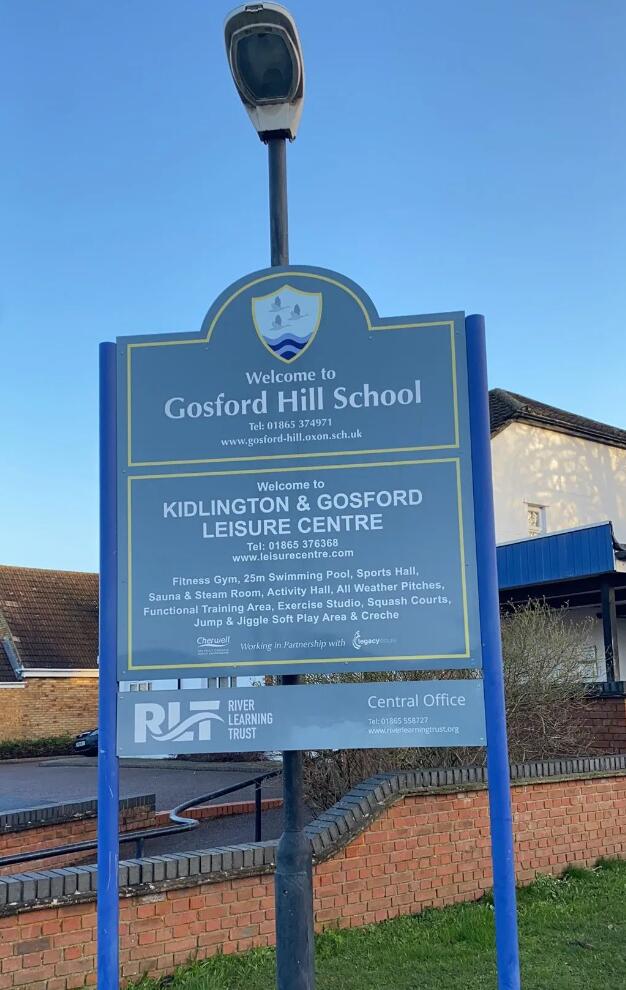 Welcome to
Gosford Hill School
Tel: 01865 374971
www.gosford-hill.oxon.sch.uk
Welcome to
KIDLINGTON & GOSFORD
LEISURE CENTRE
Tel: 01865 376368
www.leisurecentre.com
Fitness Gym, 25m Swimming Pool, Sports Hall,
Sauna & Steam Room, Activity Hall, All Weather Pitches,
Functional Training Area, Exercise Studio, Squash Courts,
Jump & Jiggle Soft Play Area & Creche
Cherwell
Working in Partnership with
legacy
RLT
RIVER
LEARNING
TRUST
Central Office
Tel: 01865 558727
www.riverlearningtrust.org